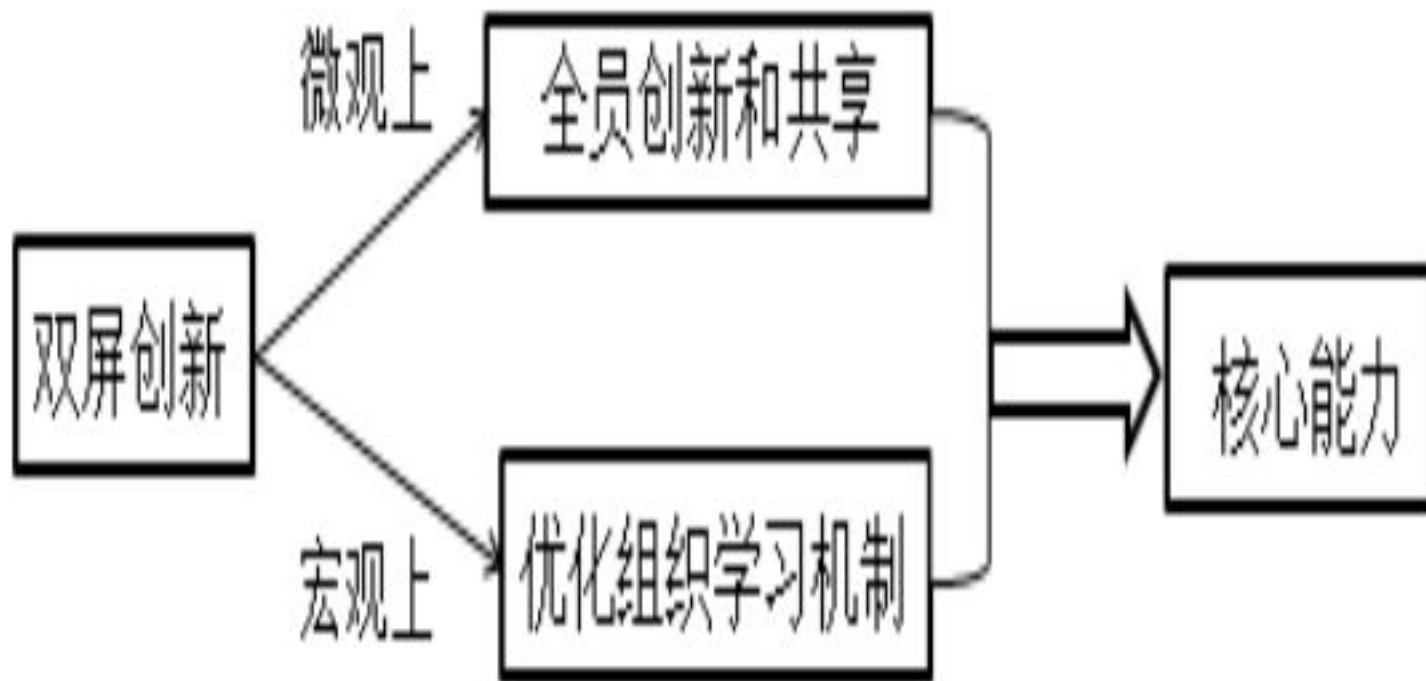 微观上
全员创新和共享
双屏创新
核心能力
宏观上
优化组织学习机制